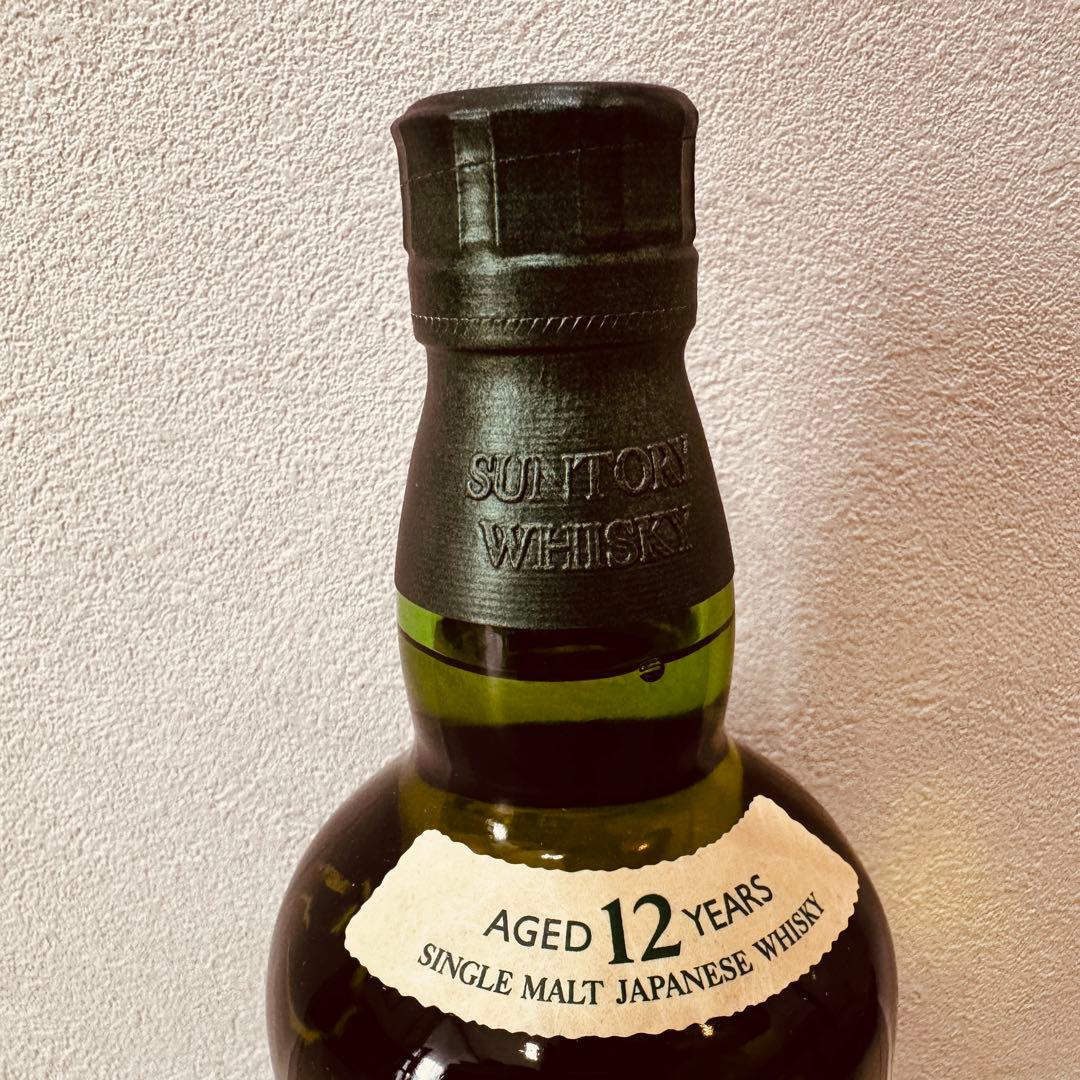 SUNTORY
WHISKY
AGED 12 YEARS
SINGLE MALT JAPANESE WHISKY